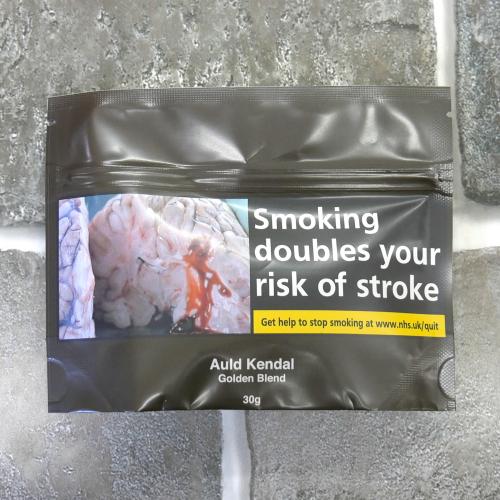 Smoking
doubles your
risk of stroke
Get help to stop smoking at www.nhs.uk/quit
Auld Kendal
Golden Blend
30g